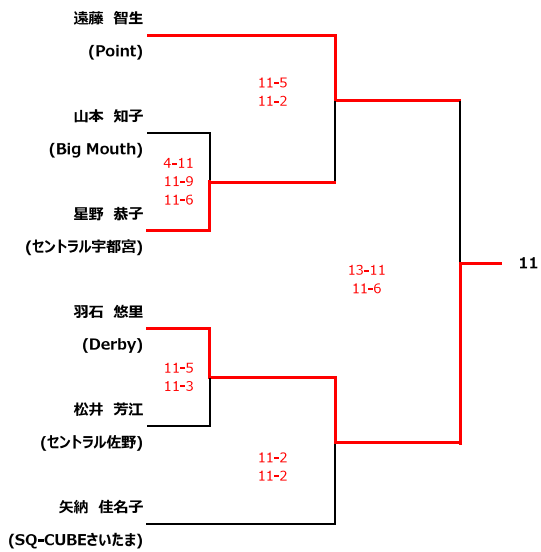 遠藤 智生
(Point)
11-5
11-2
山本 知子
(Big Mouth)
4-11
11-9
11-6
星野 恭子
(セントラル宇都宮)
13-11
11-6
11
羽石 悠里
(Derby)
11-5
11-3
松井 芳江
(セントラル佐野)
11-2
11-2
矢納 佳名子
(SQ-CUBEさいたま)